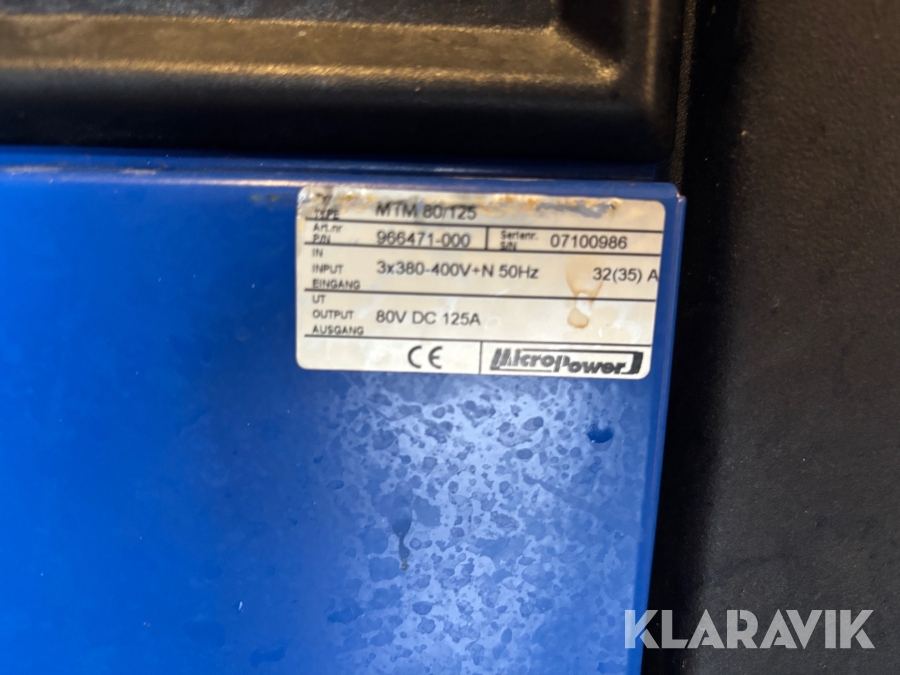 TYPE MTM 80/125
Art.nr
P/N 966471-000
Serienr.
S/N 07100986
IN
INPUT 3x380-400V+N 50Hz 32(35) A
EINGANG
UT
OUTPUT 80V DC 125A
AUSGANG
CE MicroPower
KLARAVIK